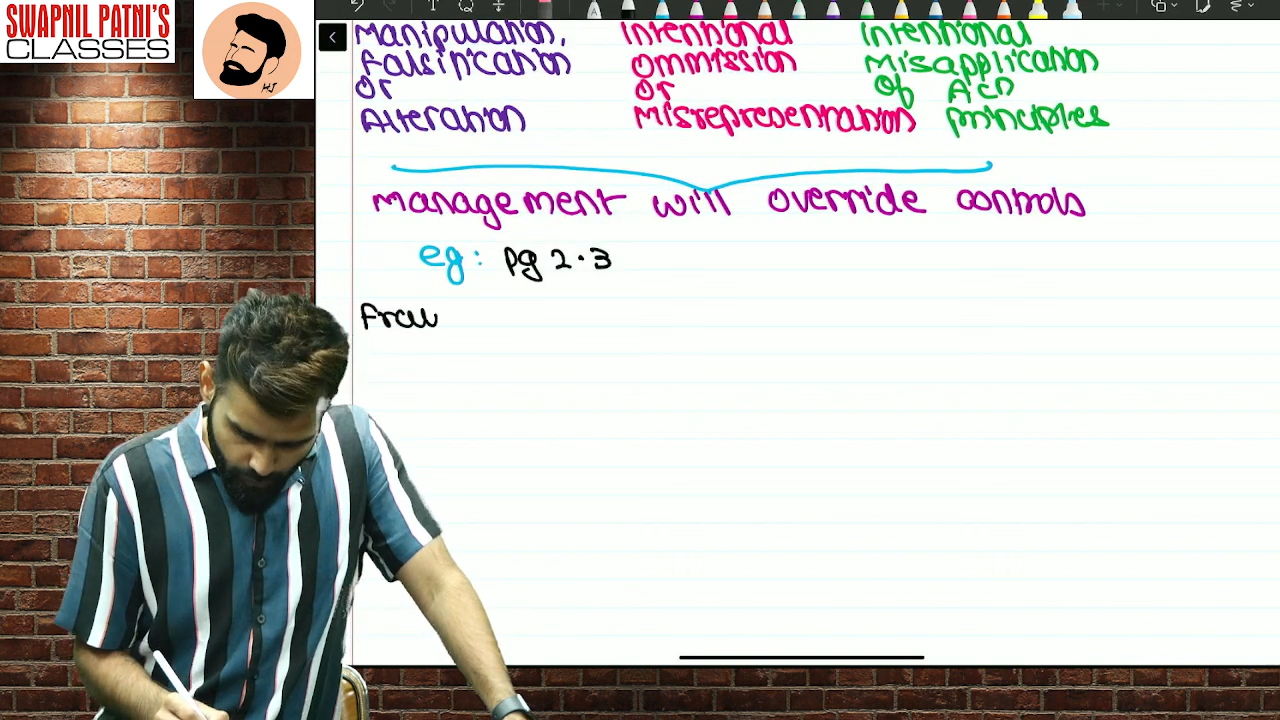 SWAPNIL PATNI'S
CLASSES
Manipulation,
Falsification
or
Alteration
Intentional
Ommission
or
Misrepresentation
Intentional
Misapplication
of Acn
principles
Management will override controls
eg: pg 2.3
Frau